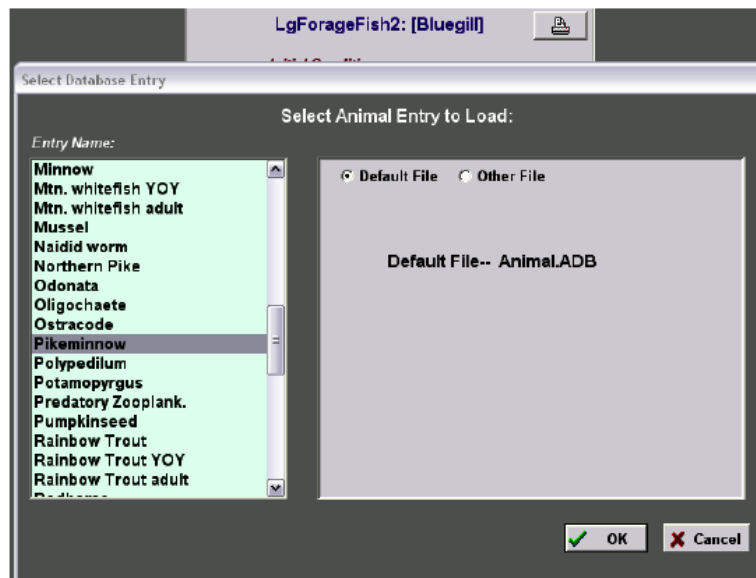 LgForageFish2: [Bluegill]
Select Database Entry
Select Animal Entry to Load:
Entry Name:
Minnow
Mtn. whitefish YOY
Mtn. whitefish adult
Mussel
Naidid worm
Northern Pike
Odonata
Oligochaete
Ostracode
Pikeminnow
Polypedilum
Potamopyrgus
Predatory Zooplank.
Pumpkinseed
Rainbow Trout
Rainbow Trout YOY
Rainbow Trout adult
Default File Other File
Default File-- Animal.ADB
OK Cancel